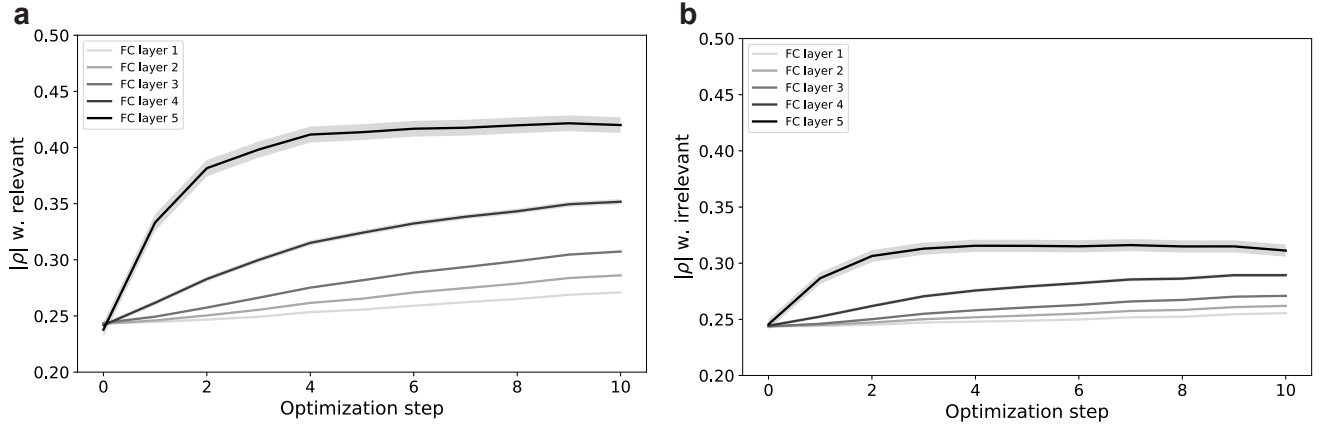 a
0.50
0.45
0.40
0.35
0.30
0.25
0.20
|ρ| w. relevant
FC layer 1
FC layer 2
FC layer 3
FC layer 4
FC layer 5
0 2 4 6 8 10
Optimization step
b
0.50
0.45
0.40
0.35
0.30
0.25
0.20
|ρ| w. irrelevant
FC layer 1
FC layer 2
FC layer 3
FC layer 4
FC layer 5
0 2 4 6 8 10
Optimization step